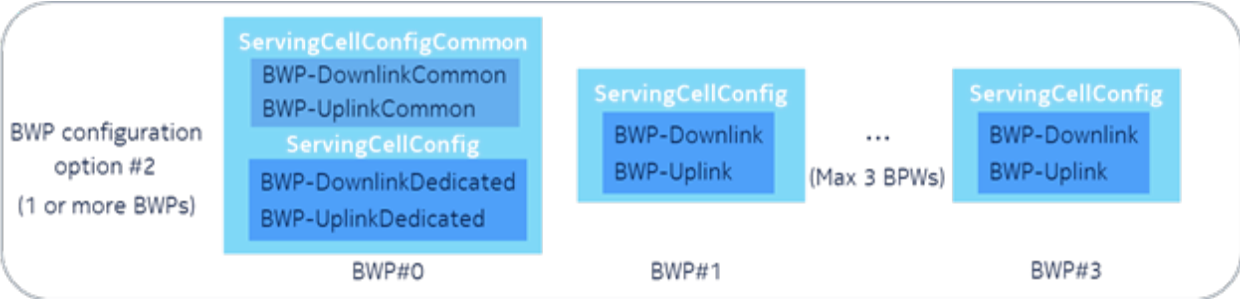 BWP configuration
option #2
(1 or more BWPs)
ServingCellConfigCommon
BWP-DownlinkCommon
BWP-UplinkCommon
ServingCellConfig
BWP-DownlinkDedicated
BWP-UplinkDedicated
BWP#0
ServingCellConfig
BWP-Downlink
BWP-Uplink
BWP#1
...
(Max 3 BPWs)
ServingCellConfig
BWP-Downlink
BWP-Uplink
BWP#3